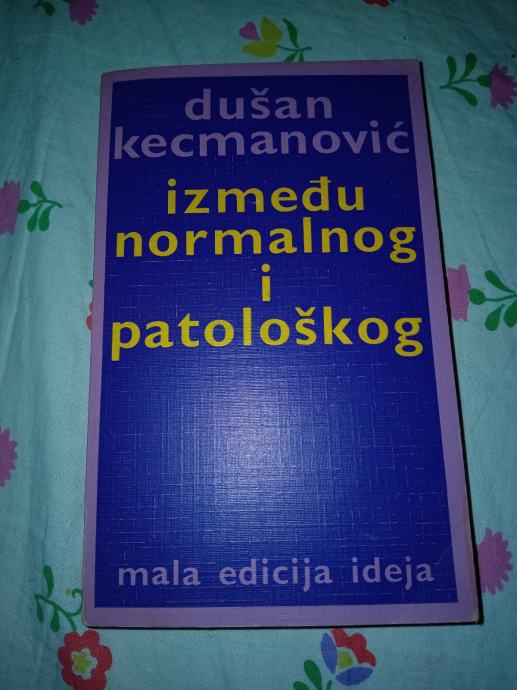 dušan
kecmanović
između
normalnog
i
patološkog
mala edicija ideja